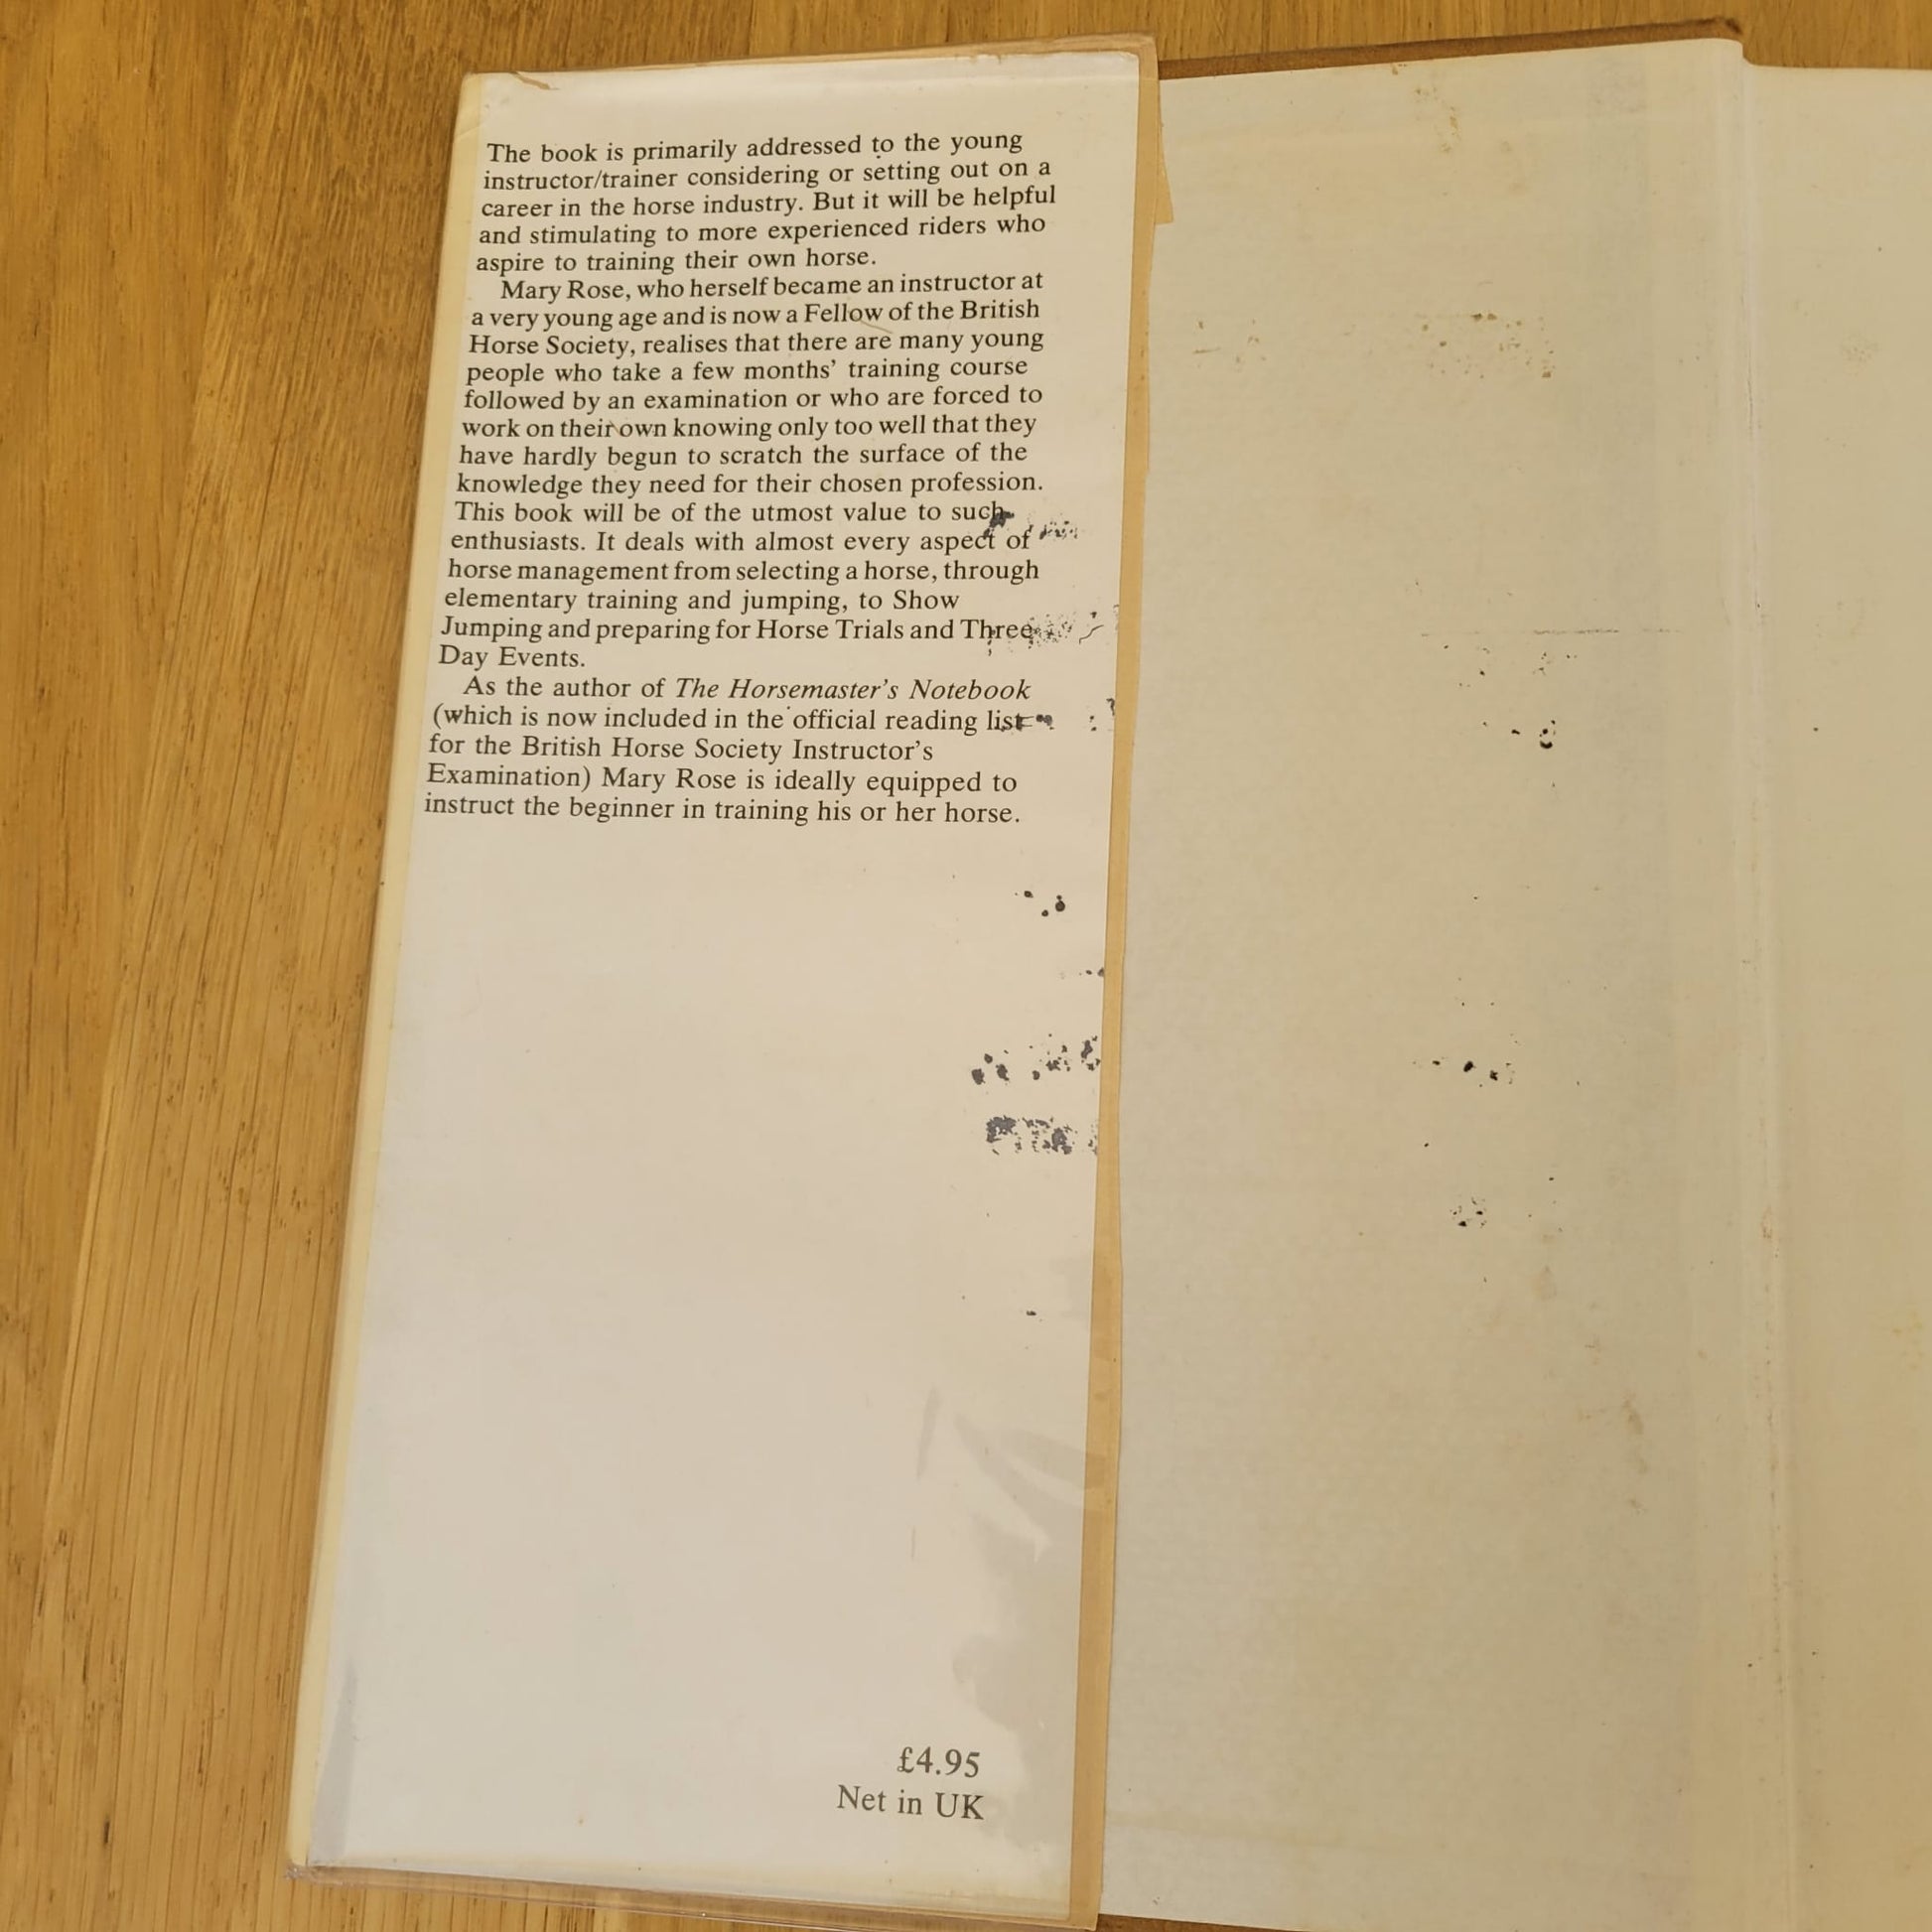 The book is primarily addressed to the young
instructor/trainer considering or setting out on a
career in the horse industry. But it will be helpful
and stimulating to more experienced riders who
aspire to training their own horse.
Mary Rose, who herself became an instructor at
a very young age and is now a Fellow of the British
Horse Society, realises that there are many young
people who take a few months’ training course
followed by an examination or who are forced to
work on their own knowing only too well that they
have hardly begun to scratch the surface of the
knowledge they need for their chosen profession.
This book will be of the utmost value to such
enthusiasts. It deals with almost every aspect of
horse management from selecting a horse, through
elementary training and jumping, to Show
Jumping and preparing for Horse Trials and Three
Day Events.
As the author of The Horsemaster’s Notebook
(which is now included in the official reading list
for the British Horse Society Instructor’s
Examination) Mary Rose is ideally equipped to
instruct the beginner in training his or her horse.
£4.95
Net in UK